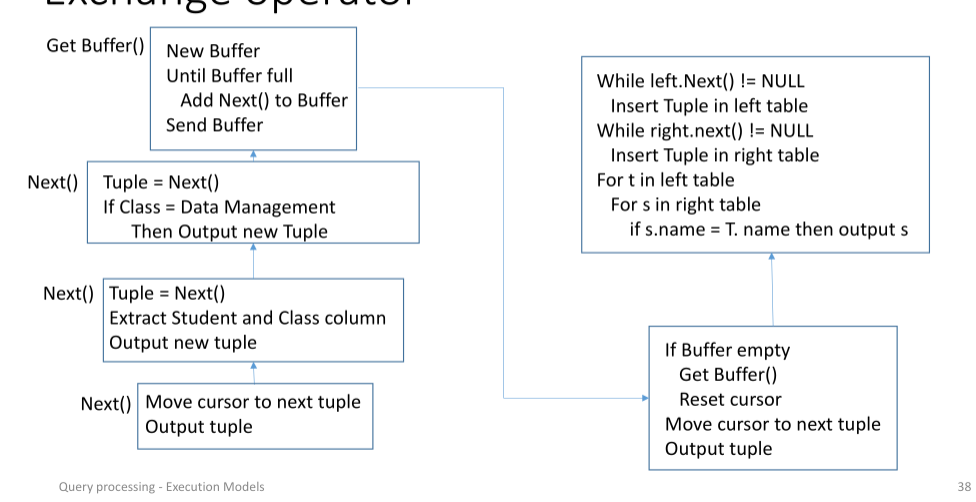 Exchange operator
Get Buffer()
New Buffer
Until Buffer full
Add Next() to Buffer
Send Buffer
Next()
Tuple = Next()
If Class = Data Management
Then Output new Tuple
Next()
Tuple = Next()
Extract Student and Class column
Output new tuple
Next()
Move cursor to next tuple
Output tuple
While left.Next() != NULL
Insert Tuple in left table
While right.next() != NULL
Insert Tuple in right table
For t in left table
For s in right table
if s.name = T. name then output s
If Buffer empty
Get Buffer()
Reset cursor
Move cursor to next tuple
Output tuple
Query processing - Execution Models
38